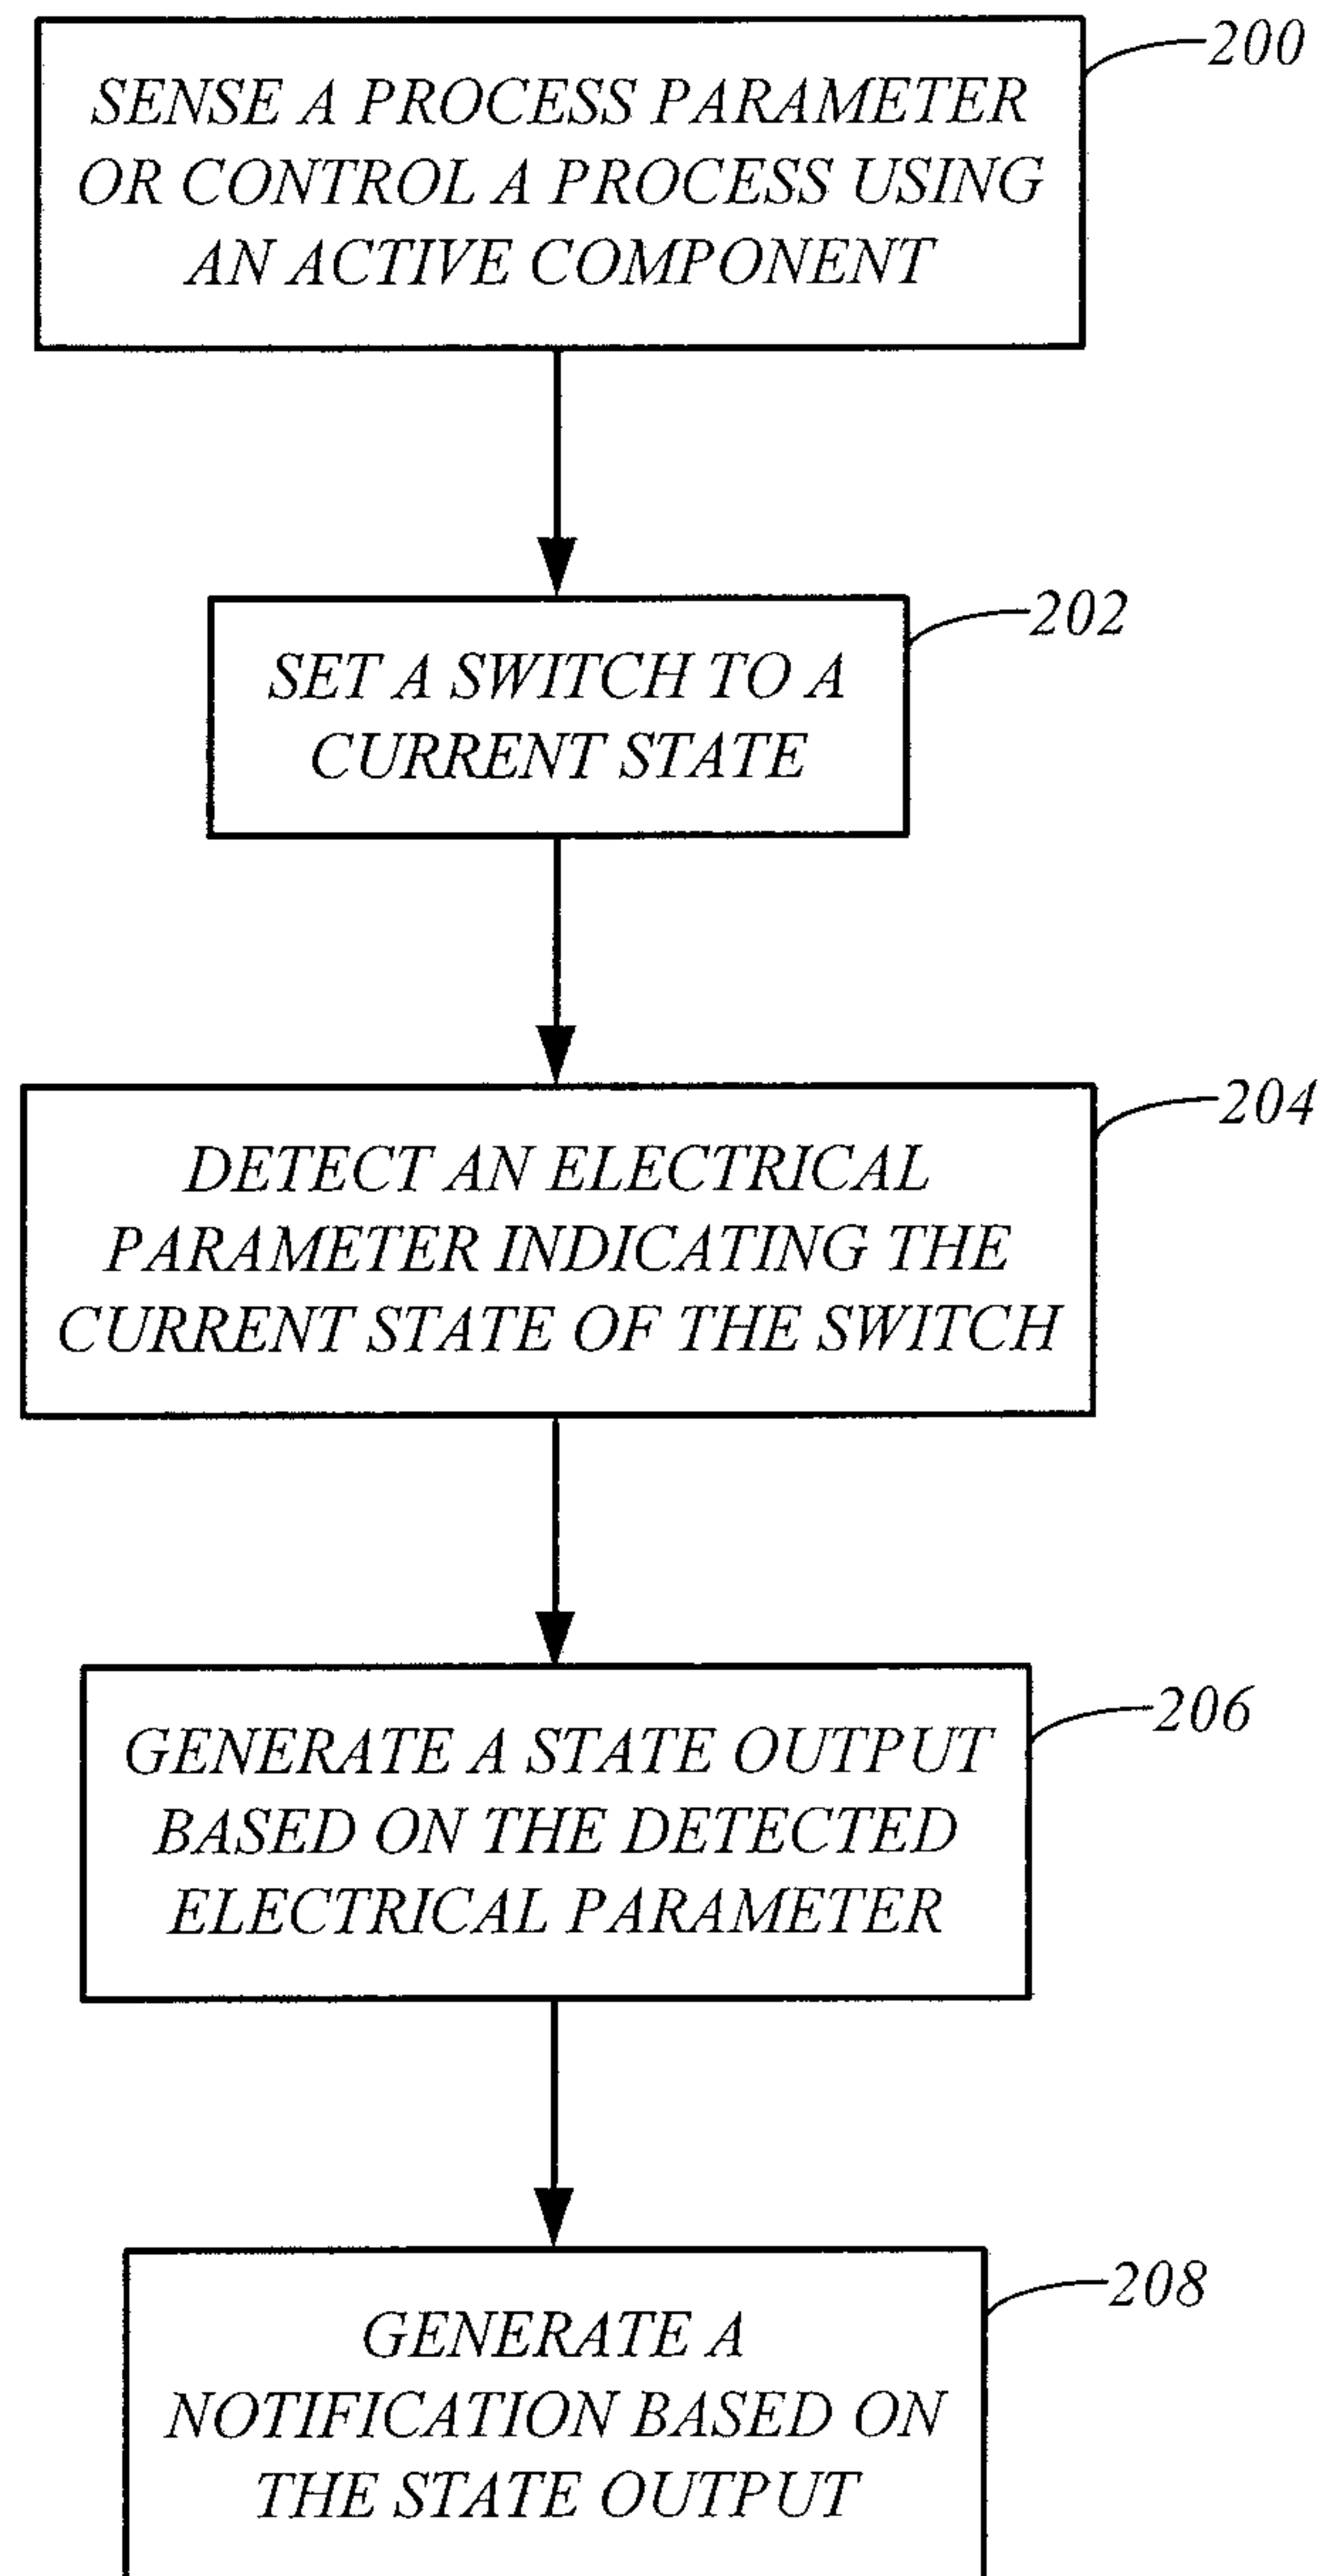 200
SENSE A PROCESS PARAMETER
OR CONTROL A PROCESS USING
AN ACTIVE COMPONENT
202
SET A SWITCH TO A
CURRENT STATE
204
DETECT AN ELECTRICAL
PARAMETER INDICATING THE
CURRENT STATE OF THE SWITCH
206
GENERATE A STATE OUTPUT
BASED ON THE DETECTED
ELECTRICAL PARAMETER
208
GENERATE A
NOTIFICATION BASED ON
THE STATE OUTPUT